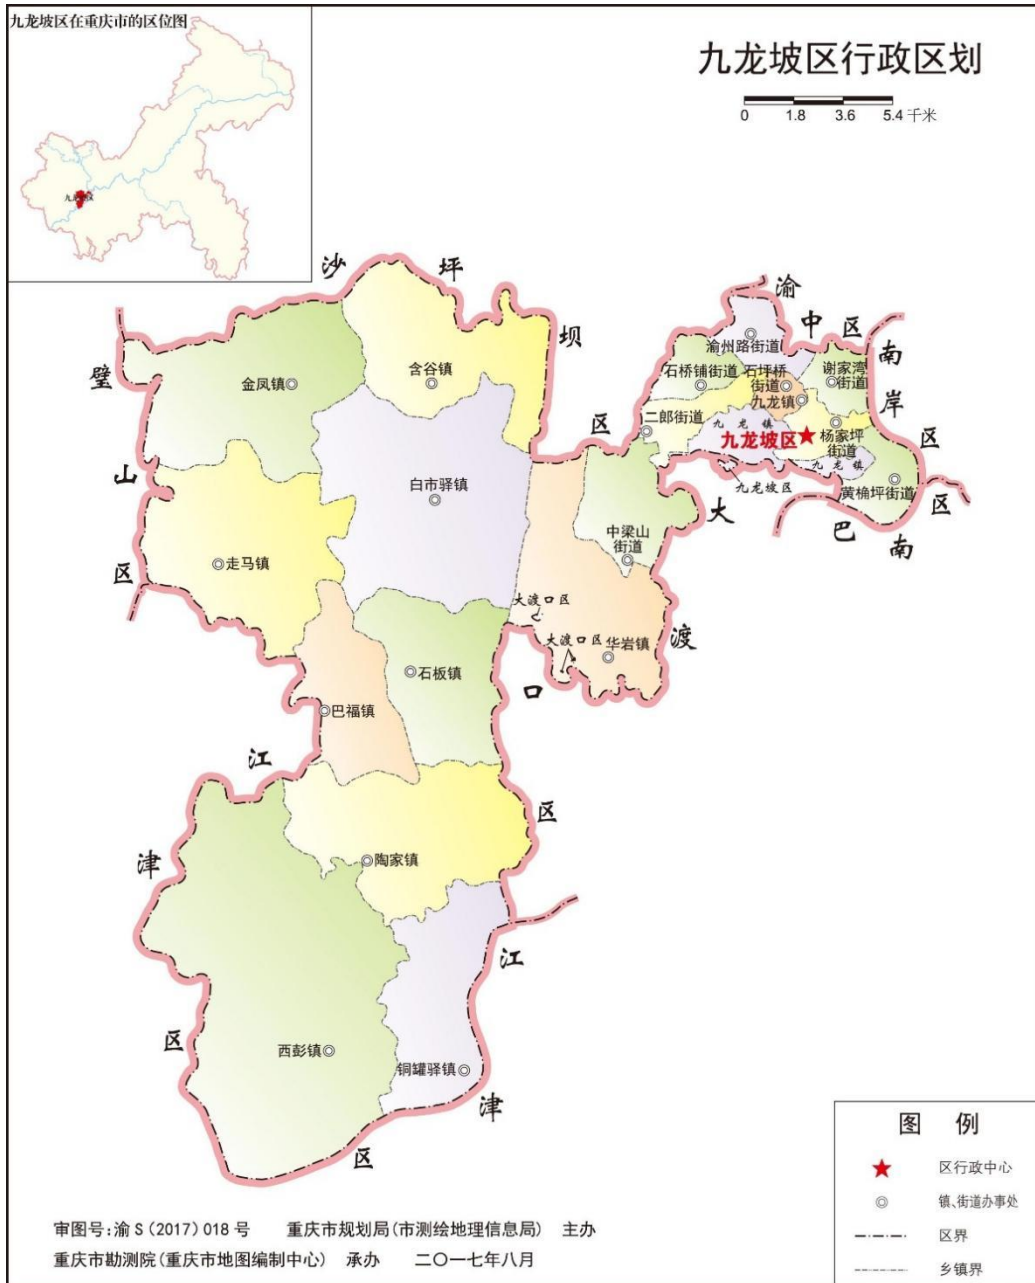 九龙坡区在重庆市的区位图
九龙坡区
九龙坡区行政区划
0 1.8 3.6 5.4 千米
沙坪坝区
渝中区
南岸区
巴南区
大渡口区
璧山区
江津区
江津区
金凤镇
含谷镇
白市驿镇
走马镇
石板镇
巴福镇
陶家镇
西彭镇
铜罐驿镇
渝州路街道
石桥铺街道
石坪桥
街道
谢家湾
街道
九龙镇
二郎街道
九龙镇
九龙坡区
杨家坪
街道
九龙镇
九龙坡区
黄桷坪街道
中梁山
街道
大渡口区
大渡口区
华岩镇
图 例
区行政中心
镇、街道办事处
区界
乡镇界
审图号:渝S(2017)018号 重庆市规划局(市测绘地理信息局) 主办
重庆市勘测院(重庆市地图编制中心) 承办 二〇一七年八月